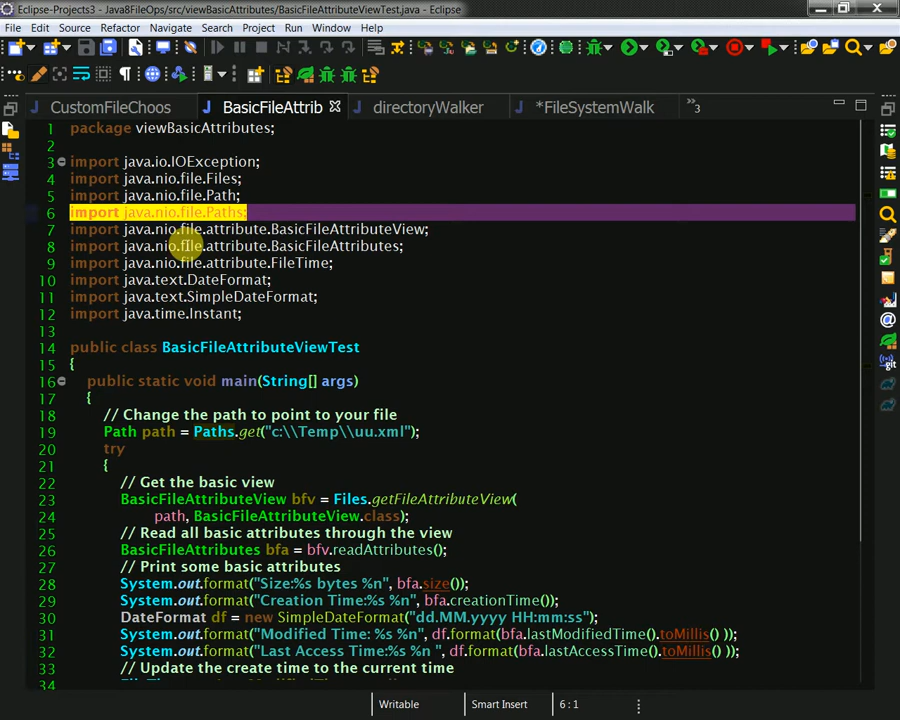 Eclipse-Projects3 - Java8FileOps/src/viewBasicAttributes/BasicFileAttributeViewTest.java - Eclipse
File Edit Source Refactor Navigate Search Project Run Window Help
CustomFileChoos BasicFileAttrib directoryWalker *FileSystemWalk »3
1 package viewBasicAttributes;
2
3 import java.io.IOException;
4 import java.nio.file.Files;
5 import java.nio.file.Path;
6 import java.nio.file.Paths;
7 import java.nio.file.attribute.BasicFileAttributeView;
8 import java.nio.file.attribute.BasicFileAttributes;
9 import java.nio.file.attribute.FileTime;
10 import java.text.DateFormat;
11 import java.text.SimpleDateFormat;
12 import java.time.Instant;
13
14 public class BasicFileAttributeViewTest
15 {
16 public static void main(String[] args)
17 {
18 // Change the path to point to your file
19 Path path = Paths.get("c:\\Temp\\uu.xml");
20 try
21 {
22 // Get the basic view
23 BasicFileAttributeView bfv = Files.getFileAttributeView(
24 path, BasicFileAttributeView.class);
25 // Read all basic attributes through the view
26 BasicFileAttributes bfa = bfv.readAttributes();
27 // Print some basic attributes
28 System.out.format("Size:%s bytes %n", bfa.size());
29 System.out.format("Creation Time:%s %n", bfa.creationTime());
30 DateFormat df = new SimpleDateFormat("dd.MM.yyyy HH:mm:ss");
31 System.out.format("Modified Time: %s %n", df.format(bfa.lastModifiedTime().toMillis() ));
32 System.out.format("Last Access Time:%s %n ", df.format(bfa.lastAccessTime().toMillis() ));
33 // Update the create time to the current time
34
Writable Smart Insert 6 : 1